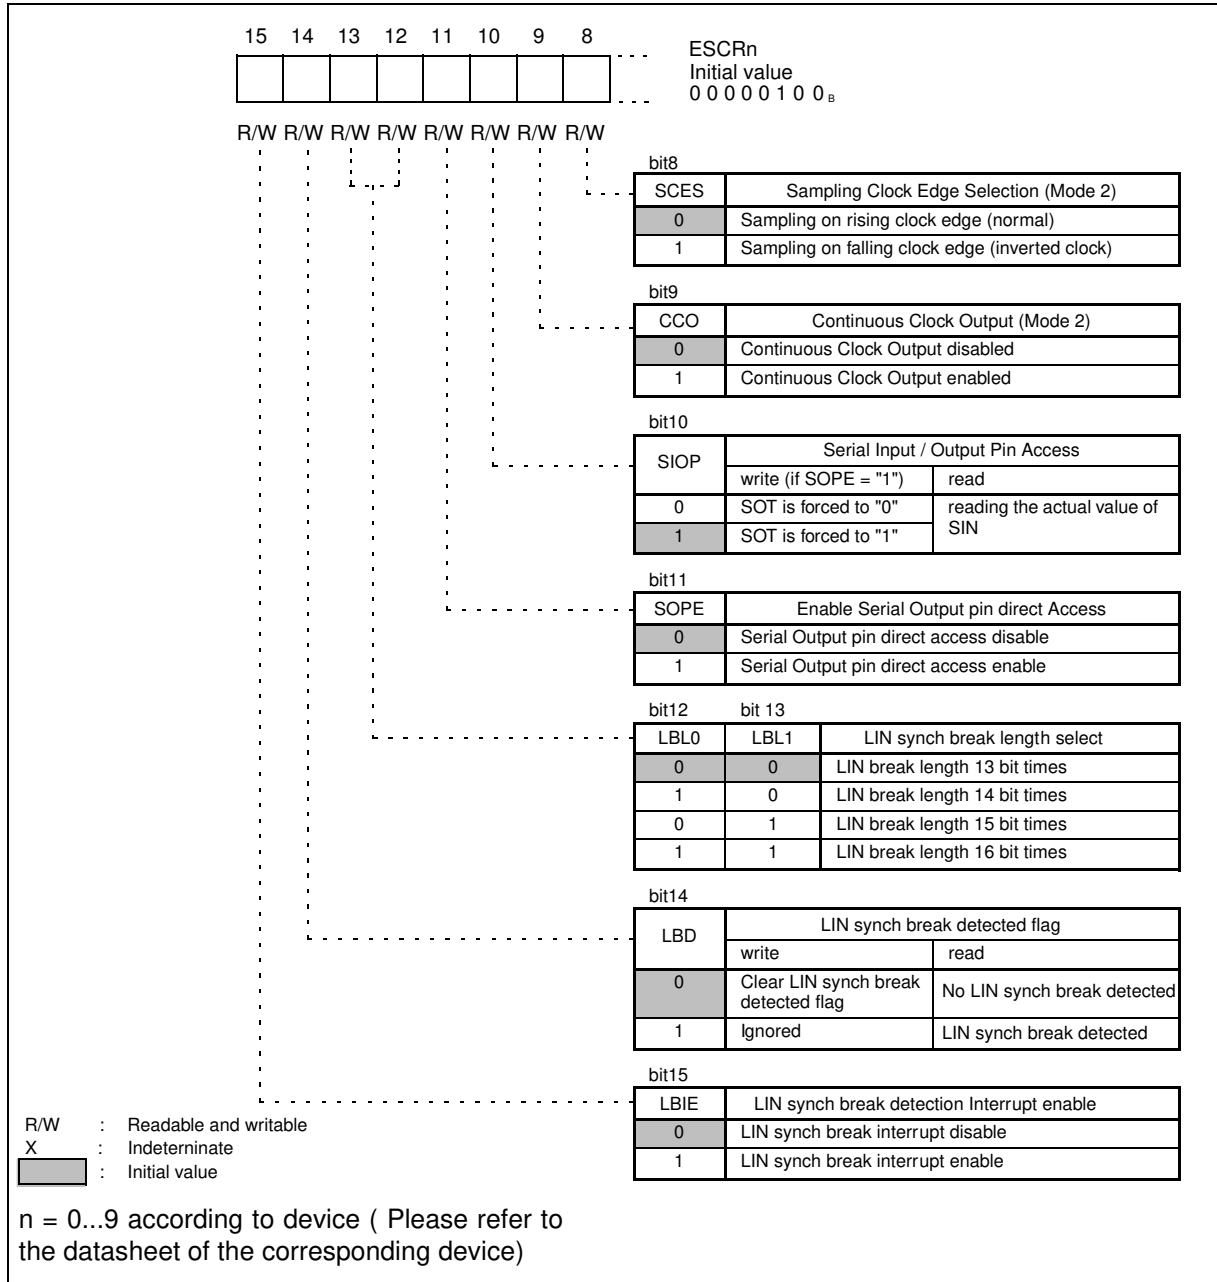 15 14 13 12 11 10 9 8
ESCRn
Initial value
0 0 0 0 0 1 0 0 B
R/W R/W R/W R/W R/W R/W R/W R/W
bit8
SCES Sampling Clock Edge Selection (Mode 2)
0 Sampling on rising clock edge (normal)
1 Sampling on falling clock edge (inverted clock)
bit9
CCO Continuous Clock Output (Mode 2)
0 Continuous Clock Output disabled
1 Continuous Clock Output enabled
bit10
SIOP Serial Input / Output Pin Access
write (if SOPE = "1") read
0 SOT is forced to "0" reading the actual value of
1 SOT is forced to "1" SIN
bit11
SOPE Enable Serial Output pin direct Access
0 Serial Output pin direct access disable
1 Serial Output pin direct access enable
bit12 bit 13
LBL0 LBL1 LIN synch break length select
0 0 LIN break length 13 bit times
1 0 LIN break length 14 bit times
0 1 LIN break length 15 bit times
1 1 LIN break length 16 bit times
bit14
LBD LIN synch break detected flag
write read
0 Clear LIN synch break detected flag No LIN synch break detected
1 Ignored LIN synch break detected
bit15
LBIE LIN synch break detection Interrupt enable
0 LIN synch break interrupt disable
1 LIN synch break interrupt enable
R/W : Readable and writable
X : Indeterninate
: Initial value
n = 0...9 according to device ( Please refer to
the datasheet of the corresponding device)